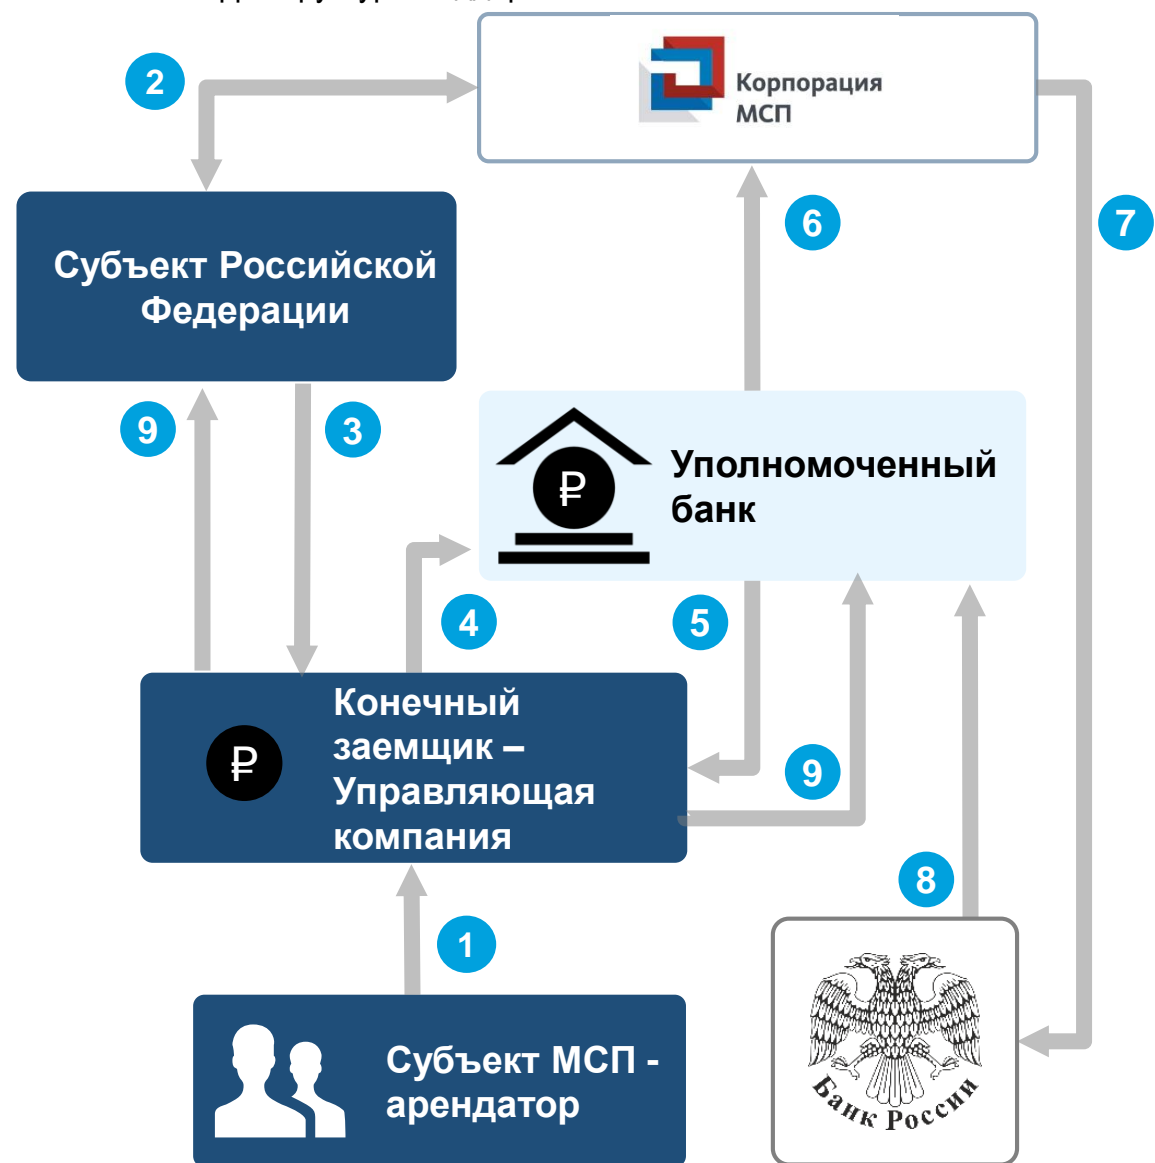 2
Корпорация
МСП
6
7
Субъект Российской
Федерации
9
3
Уполномоченный
банк
₽
4
5
Конечный
заемщик –
Управляющая
компания
₽
9
8
1
Субъект МСП -
арендатор
Банк России